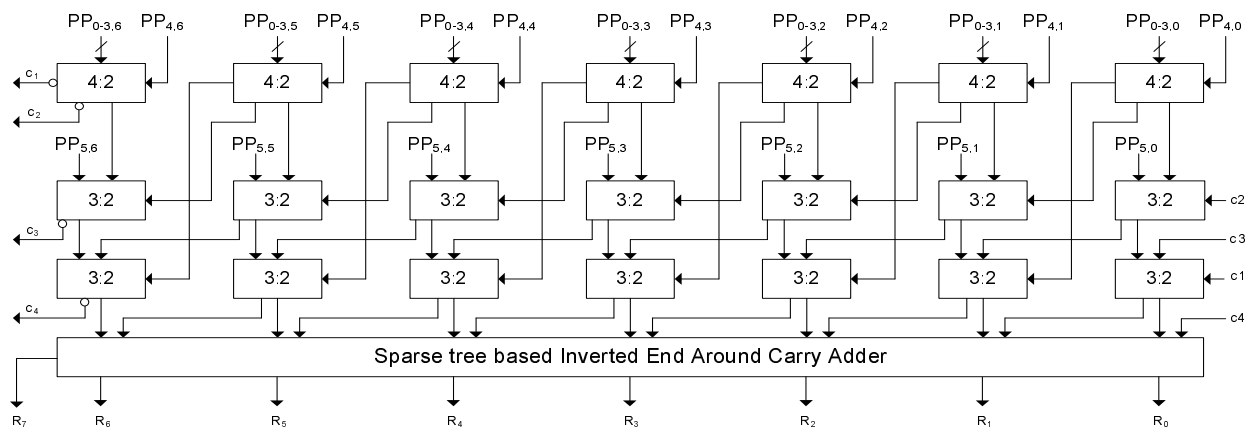 PP0-3,6 PP4,6 PP0-3,5 PP4,5 PP0-3,4 PP4,4 PP0-3,3 PP4,3 PP0-3,2 PP4,2 PP0-3,1 PP4,1 PP0-3,0 PP4,0
c1 4:2 4:2 4:2 4:2 4:2 4:2 4:2
c2
PP5,6 PP5,5 PP5,4 PP5,3 PP5,2 PP5,1 PP5,0
3:2 3:2 3:2 3:2 3:2 3:2 3:2 c2
c3 c3
3:2 3:2 3:2 3:2 3:2 3:2 3:2 c1
c4 c4
Sparse tree based Inverted End Around Carry Adder
R7 R6 R5 R4 R3 R2 R1 R0